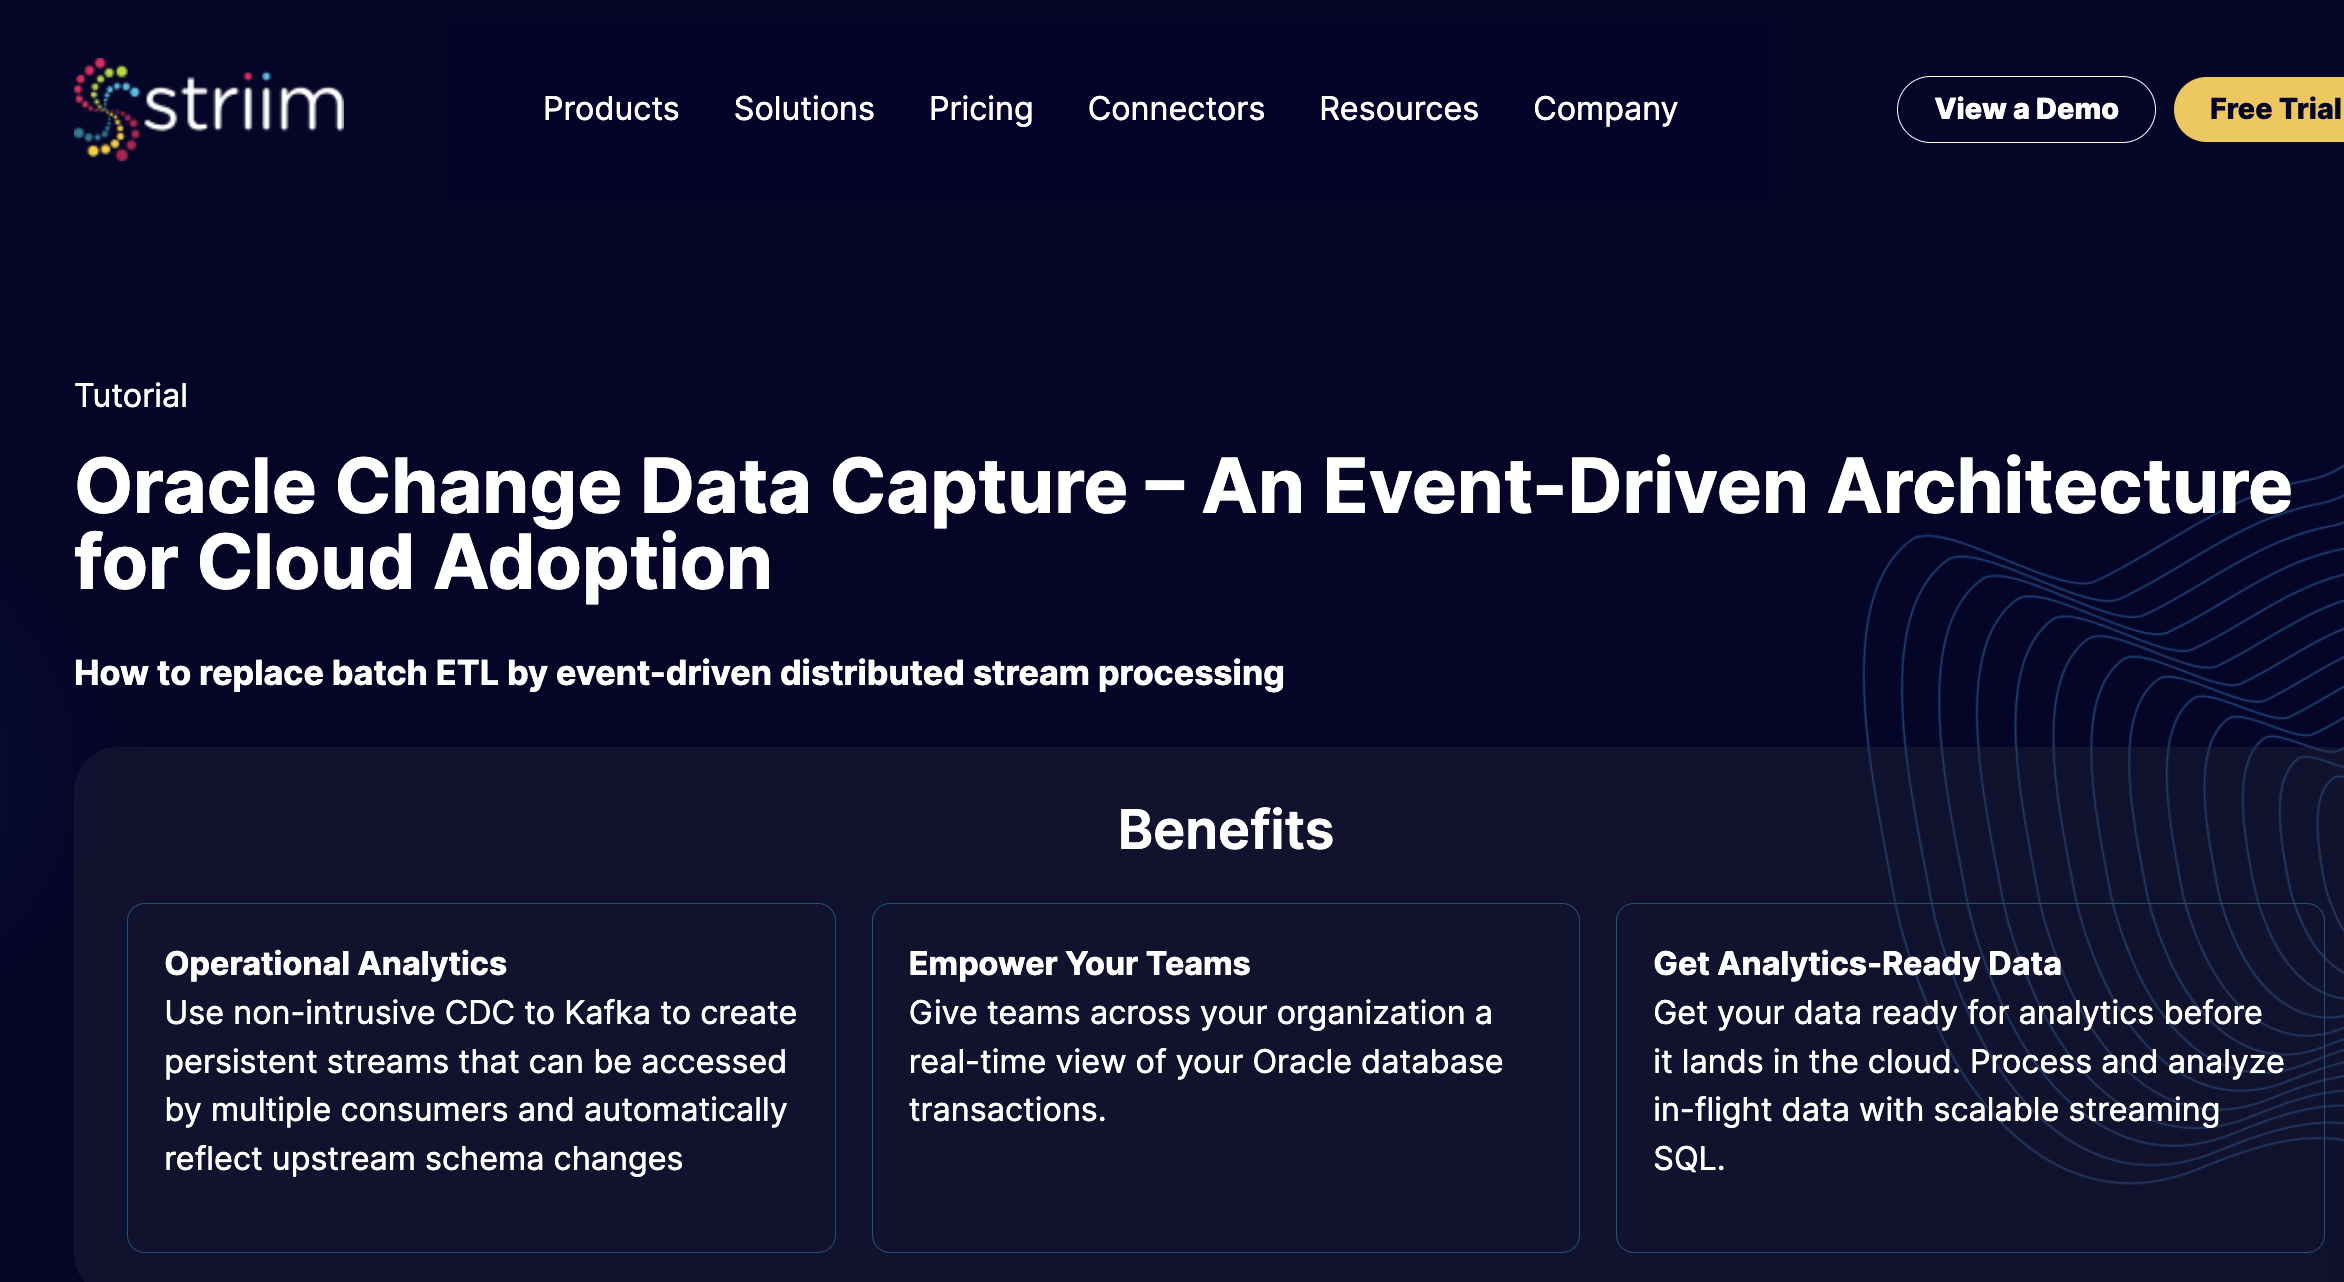 striim
Products Solutions Pricing Connectors Resources Company
View a Demo
Free Trial
Tutorial
Oracle Change Data Capture – An Event-Driven Architecture
for Cloud Adoption
How to replace batch ETL by event-driven distributed stream processing
Benefits
Operational Analytics
Use non-intrusive CDC to Kafka to create
persistent streams that can be accessed
by multiple consumers and automatically
reflect upstream schema changes
Empower Your Teams
Give teams across your organization a
real-time view of your Oracle database
transactions.
Get Analytics-Ready Data
Get your data ready for analytics before
it lands in the cloud. Process and analyze
in-flight data with scalable streaming
SQL.